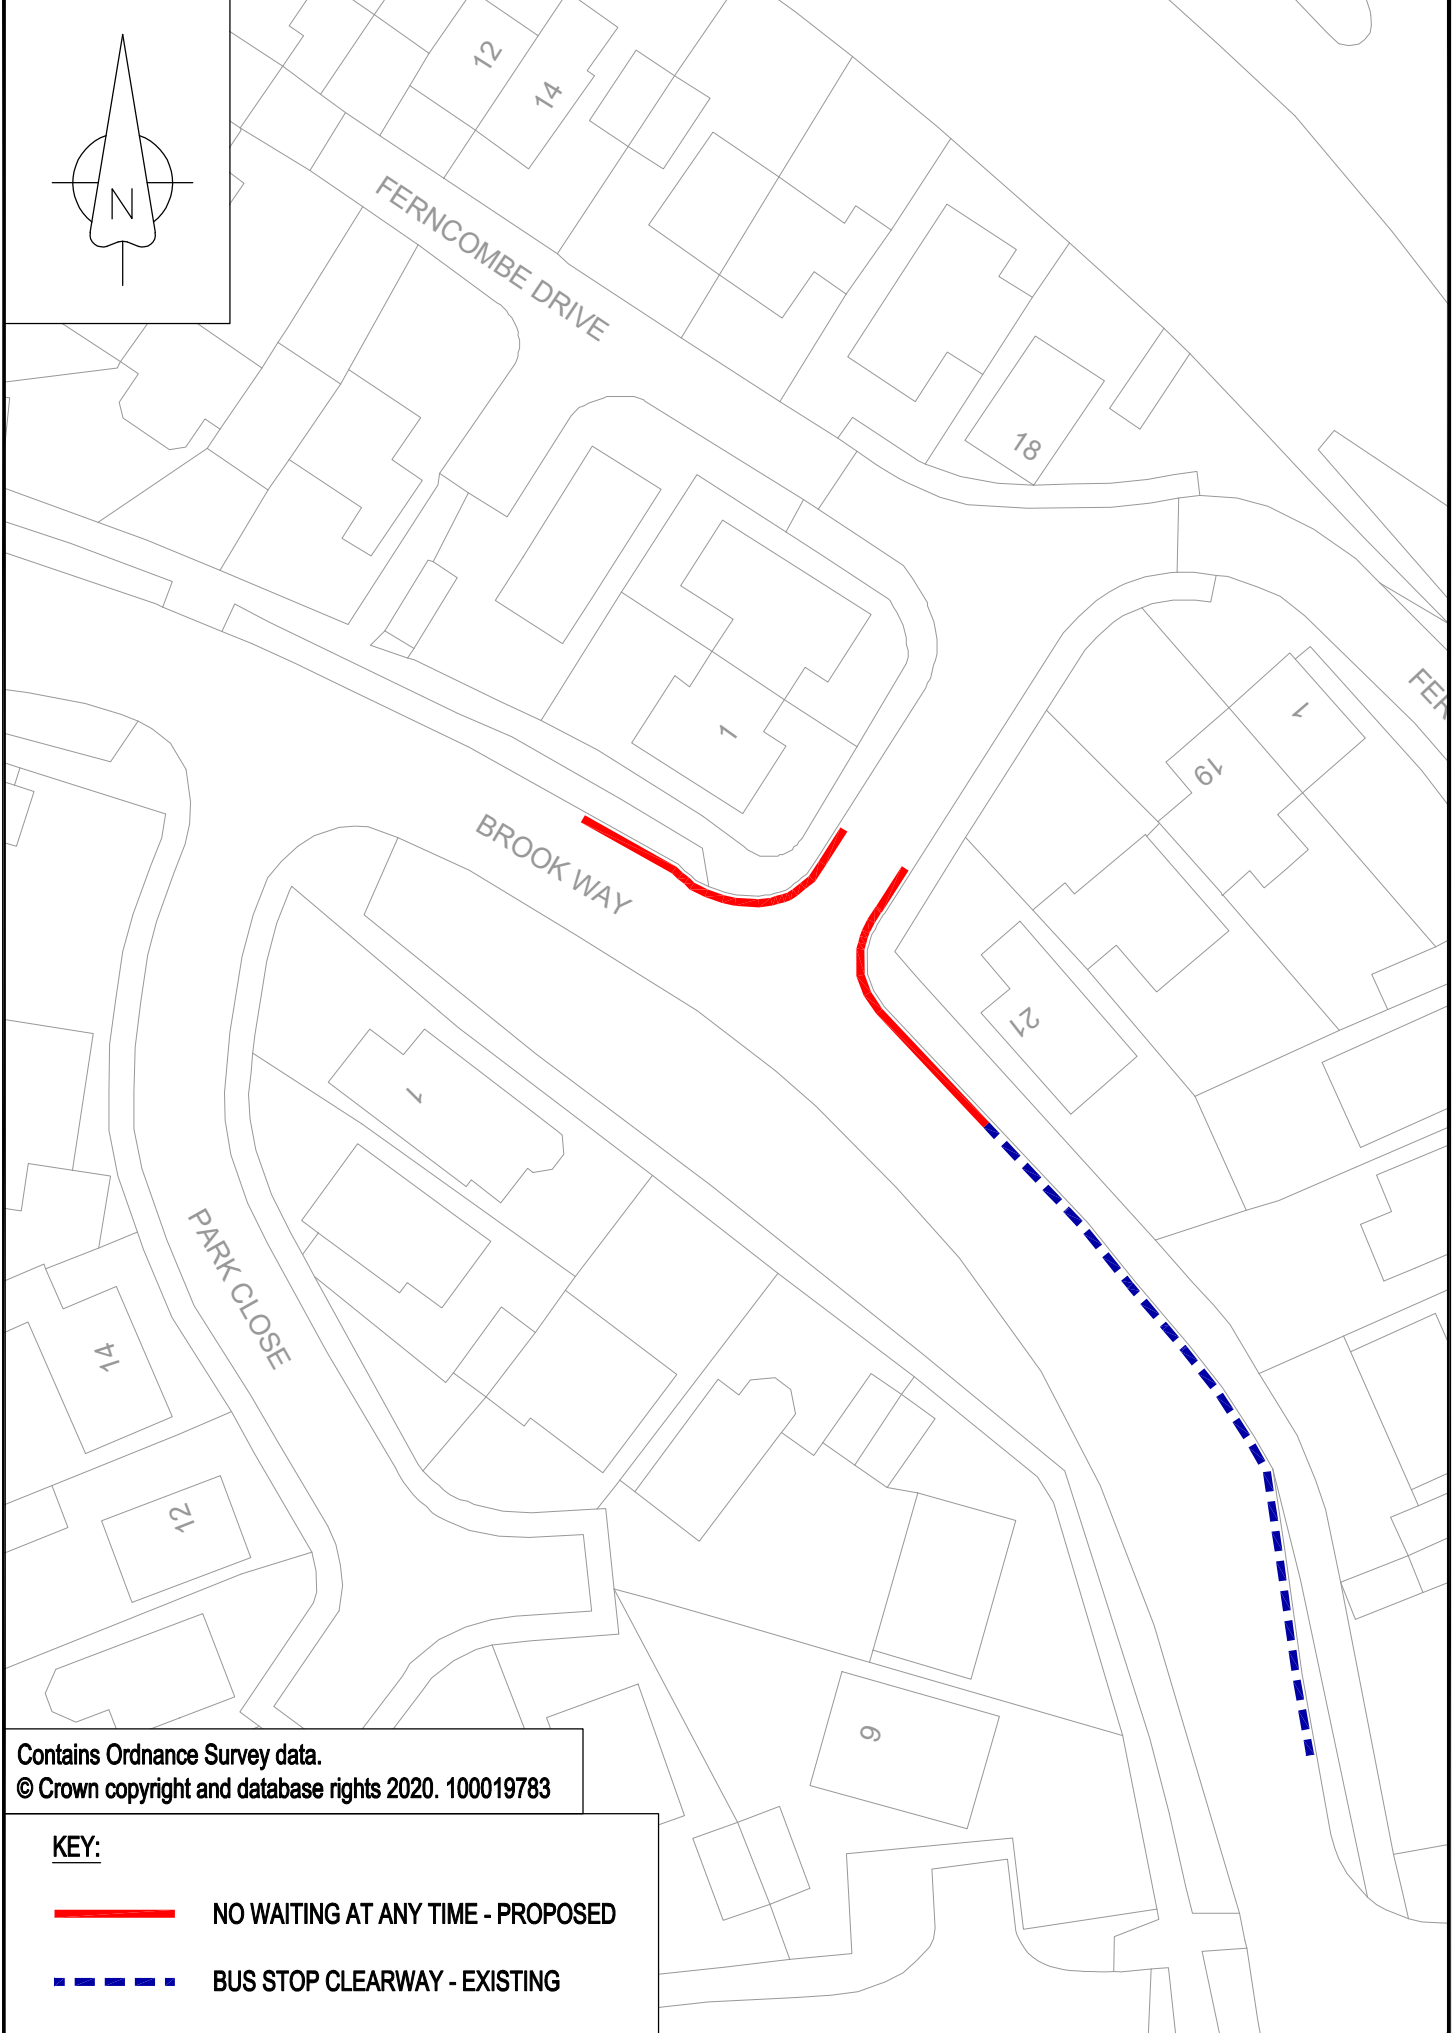 N
12
14
FERNCOMBE DRIVE
18
1
FER
1
19
BROOK WAY
21
1
PARK CLOSE
14
12
Contains Ordnance Survey data.
© Crown copyright and database rights 2020. 100019783
KEY:
NO WAITING AT ANY TIME - PROPOSED
BUS STOP CLEARWAY - EXISTING